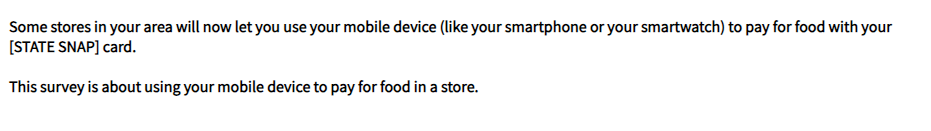 Some stores in your area will now let you use your mobile device (like your smartphone or your smartwatch) to pay for food with your
[STATE SNAP] card.
This survey is about using your mobile device to pay for food in a store.